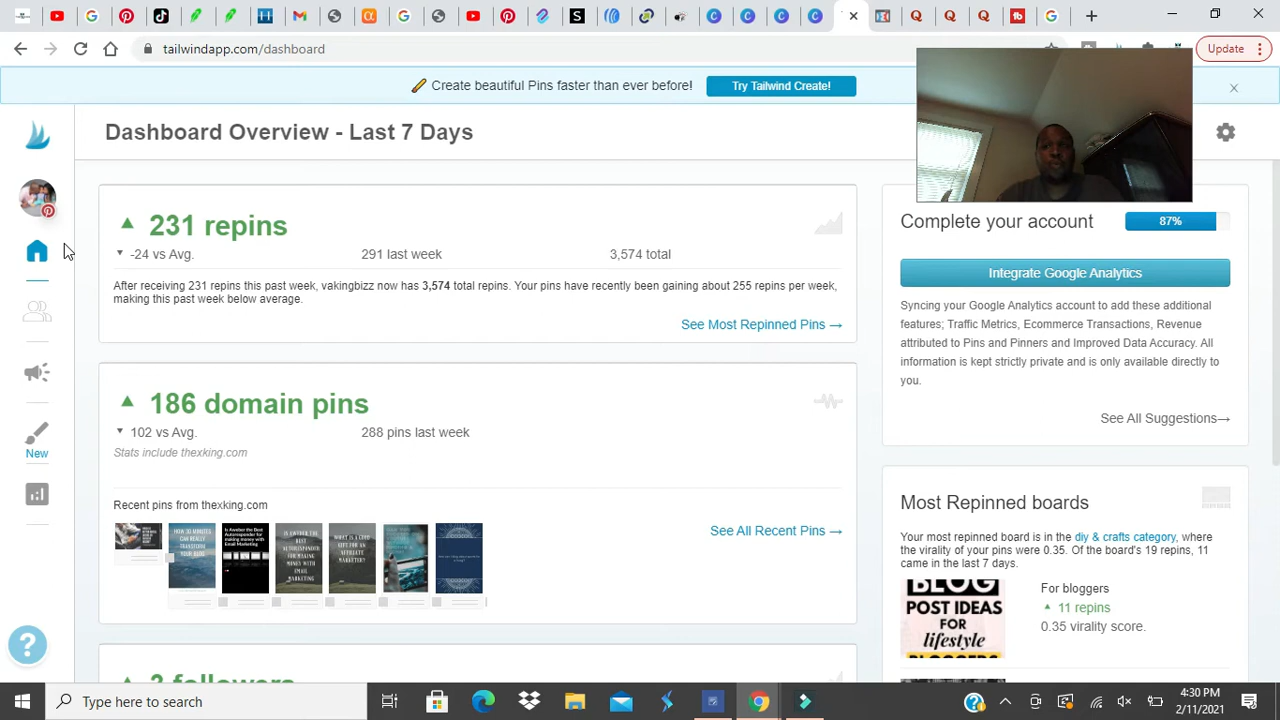 tailwindapp.com/dashboard
Update
Create beautiful Pins faster than ever before!
Try Tailwind Create!
Dashboard Overview - Last 7 Days
231 repins
-24 vs Avg.
291 last week
3,574 total
After receiving 231 repins this past week, vakingbizz now has 3,574 total repins. Your pins have recently been gaining about 255 repins per week,
making this past week below average.
See Most Repinned Pins →
186 domain pins
102 vs Avg.
288 pins last week
Stats include thexking.com
Recent pins from thexking.com
See All Recent Pins →
3 followers
New
Complete your account
87%
Integrate Google Analytics
Syncing your Google Analytics account to add these additional
features; Traffic Metrics, Ecommerce Transactions, Revenue
attributed to Pins and Pinners and Improved Data Accuracy. All
information is kept strictly private and is only available directly to
you.
See All Suggestions→
Most Repinned boards
Your most repinned board is in the diy & crafts category, where
the virality of your pins were 0.35. Of the board's 19 repins, 11
came in the last 7 days.
BLOG
POST IDEAS
FOR
lifestyle
BLOGGERS
For bloggers
11 repins
0.35 virality score.
Type here to search
4:30 PM
2/11/2021